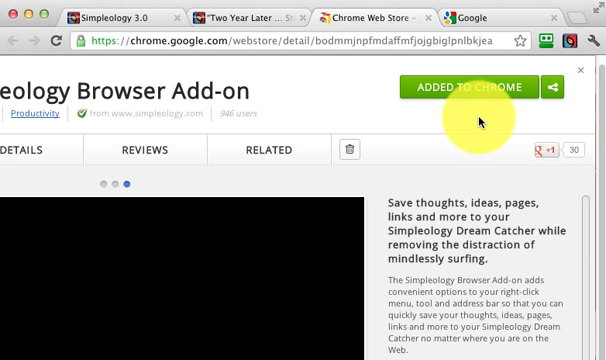 Simpleology 3.0
"Two Year Later ... St
Chrome Web Store –
Google
https://chrome.google.com/webstore/detail/bodmmjnpfmdaffmfjojgbiglpnlbkjea
eology Browser Add-on
ADDED TO CHROME
Productivity
from www.simpleology.com
946 users
DETAILS
REVIEWS
RELATED
+1
30
Save thoughts, ideas, pages,
links and more to your
Simpleology Dream Catcher while
removing the distraction of
mindlessly surfing.
The Simpleology Browser Add-on adds
convenient options to your right-click
menu, tool and address bar so that you can
quickly save your thoughts, ideas, pages,
links and more to your Simpleology Dream
Catcher no matter where you are on the
Web.